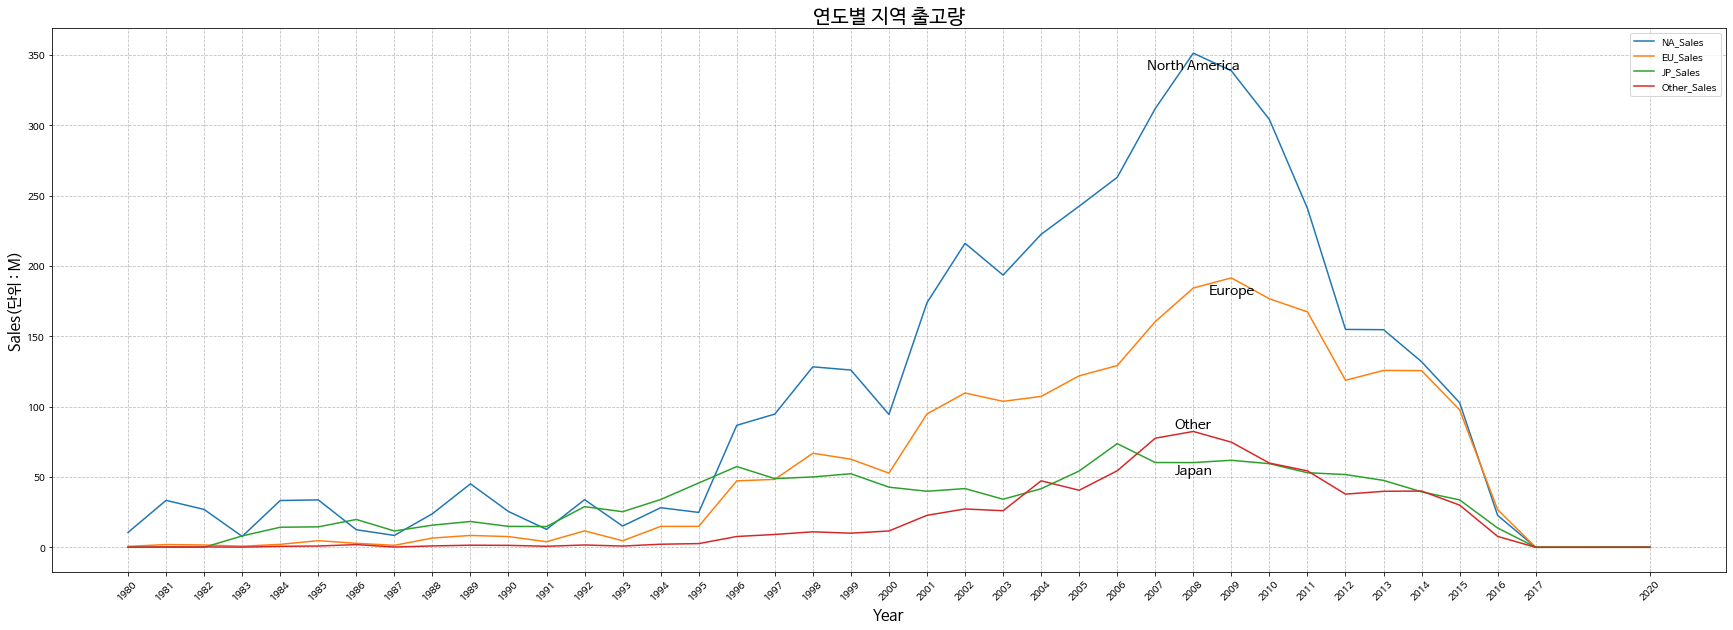 연도별 지역 출고량
NA_Sales
EU_Sales
JP_Sales
Other_Sales
North America
Europe
Other
Japan
Sales(단위 : M)
350
300
250
200
150
100
50
0
1980 1981 1982 1983 1984 1985 1986 1987 1988 1989 1990 1991 1992 1993 1994 1995 1996 1997 1998 1999 2000 2001 2002 2003 2004 2005 2006 2007 2008 2009 2010 2011 2012 2013 2014 2015 2016 2017 2020
Year